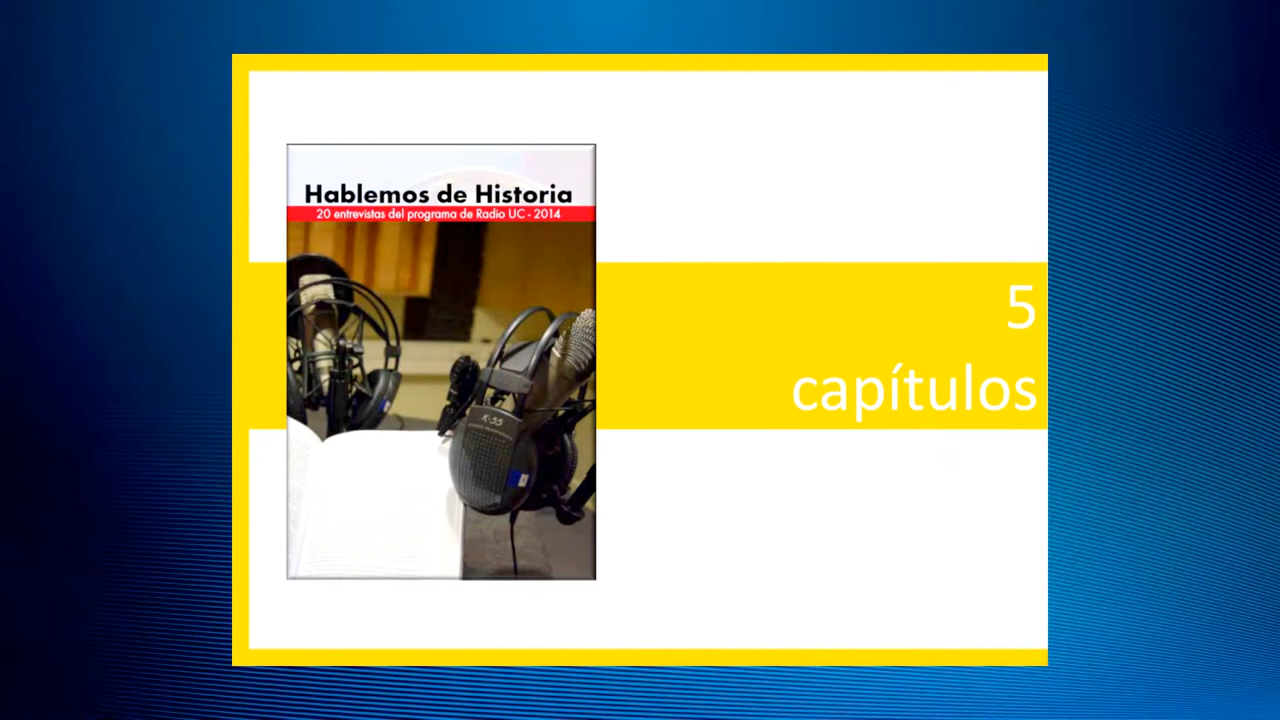 Hablemos de Historia
20 entrevistas del programa de Radio UC - 2014
K-55
5
capítulos